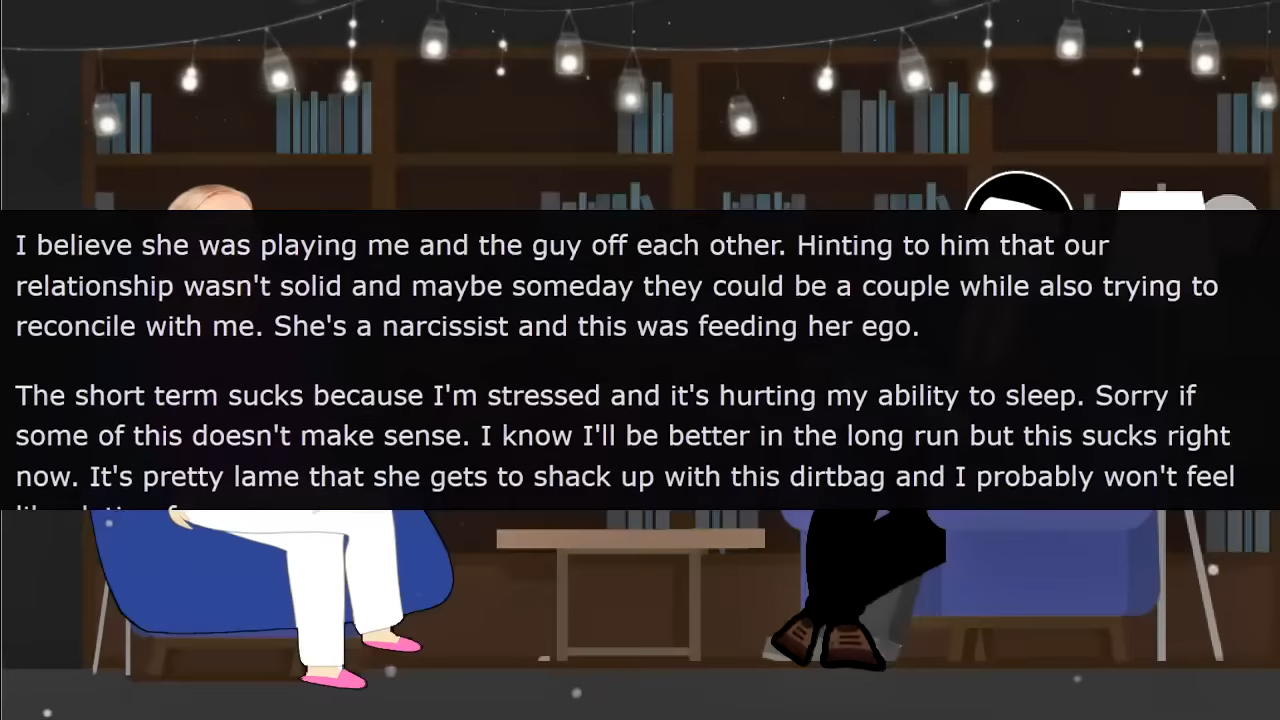 I believe she was playing me and the guy off each other. Hinting to him that our
relationship wasn't solid and maybe someday they could be a couple while also trying to
reconcile with me. She's a narcissist and this was feeding her ego.
The short term sucks because I'm stressed and it's hurting my ability to sleep. Sorry if
some of this doesn't make sense. I know I'll be better in the long run but this sucks right
now. It's pretty lame that she gets to shack up with this dirtbag and I probably won't feel